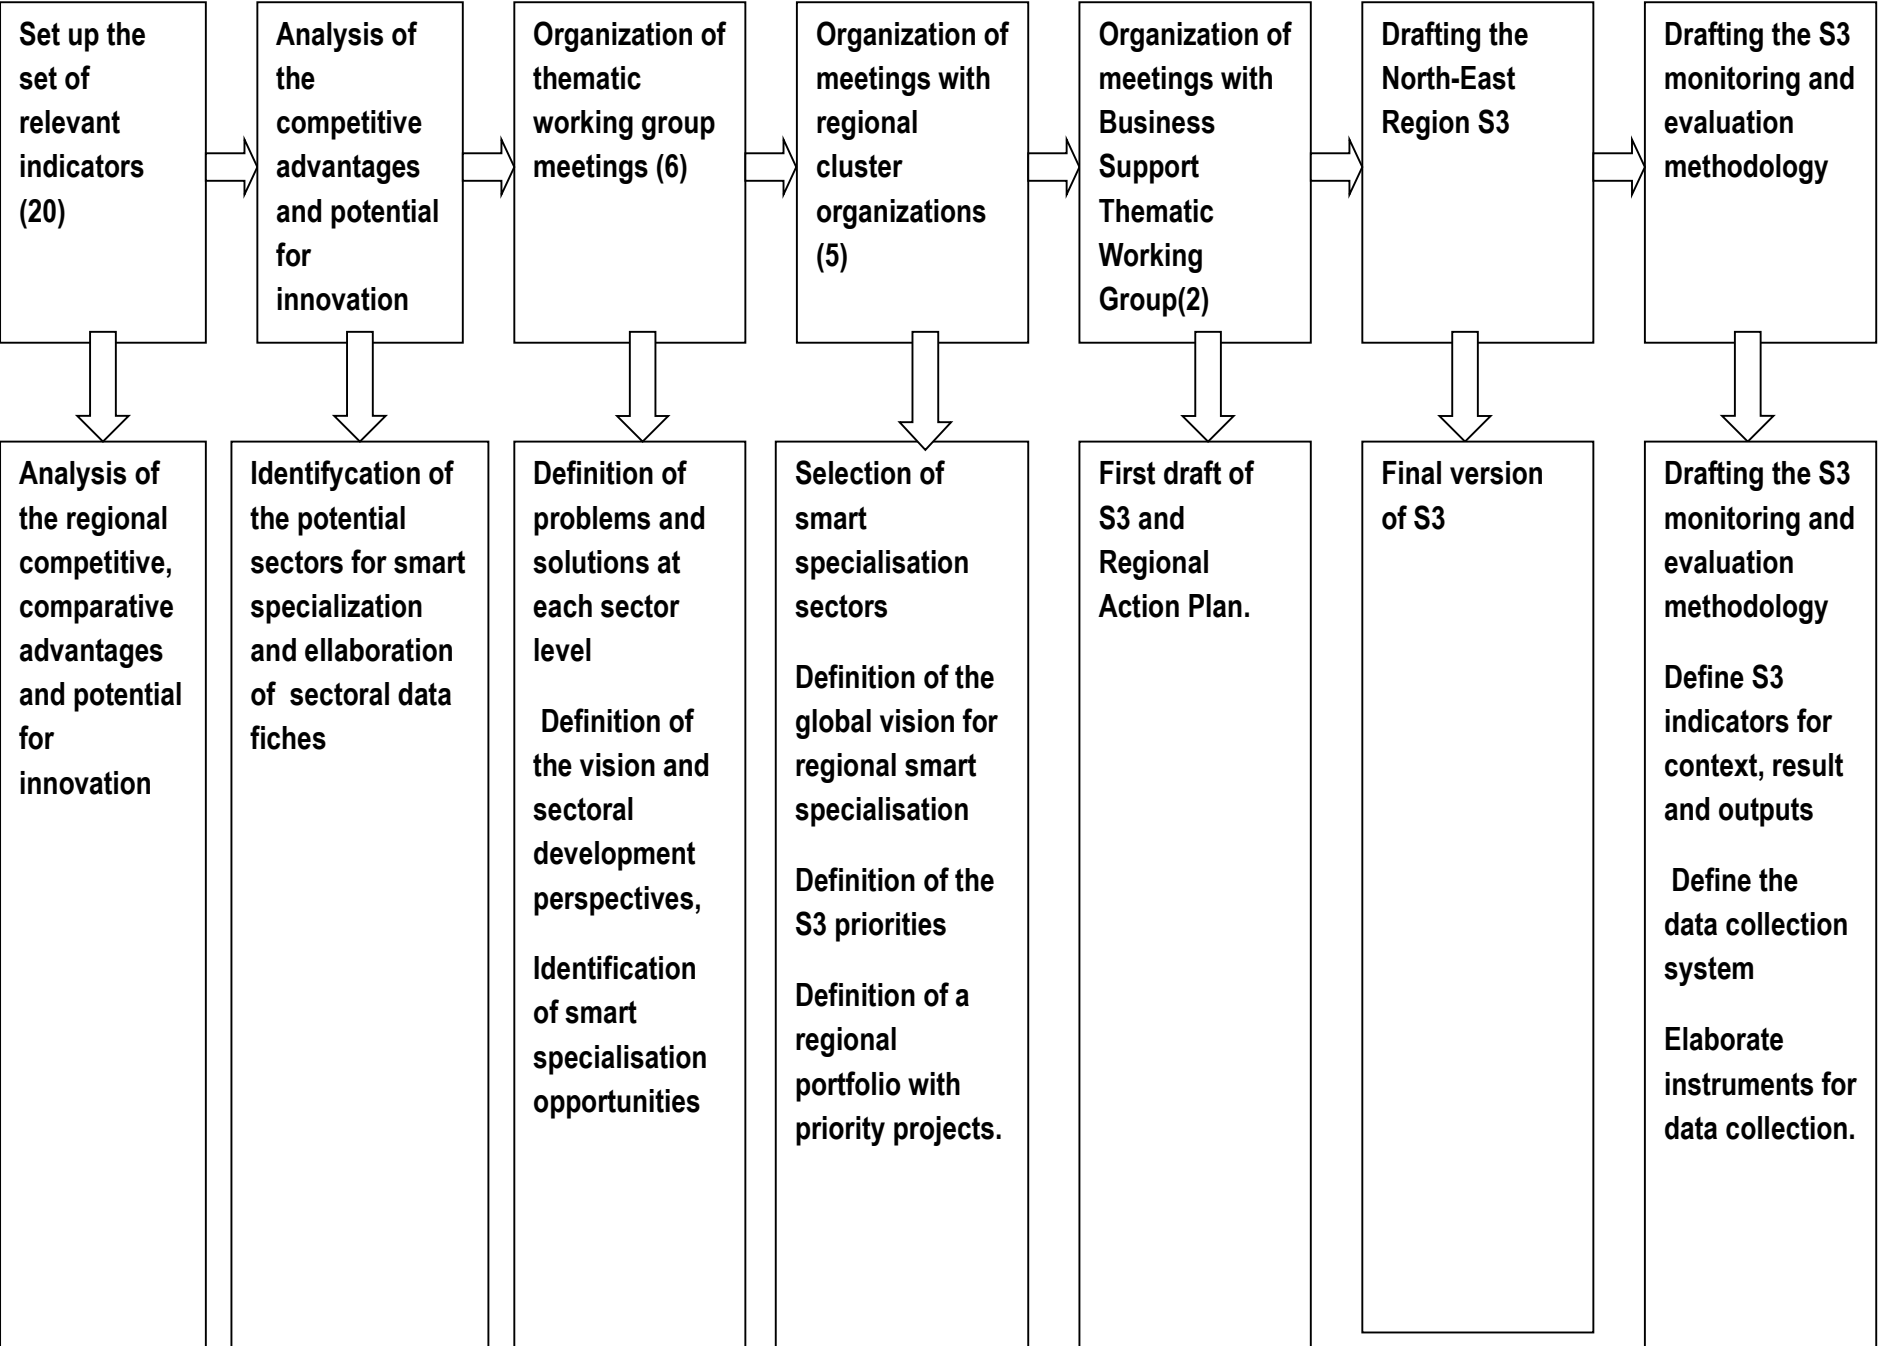 Set up the
set of
relevant
indicators
(20)
Analysis of
the
competitive
advantages
and potential
for
innovation
Organization of
thematic
working group
meetings (6)
Organization of
meetings with
regional
cluster
organizations
(5)
Organization of
meetings with
Business
Support
Thematic
Working
Group(2)
Drafting the
North-East
Region S3
Drafting the S3
monitoring and
evaluation
methodology
Analysis of
the regional
competitive,
comparative
advantages
and potential
for
innovation
Identifycation of
the potential
sectors for smart
specialization
and ellaboration
of sectoral data
fiches
Definition of
problems and
solutions at
each sector
level
Definition of
the vision and
sectoral
development
perspectives,
Identification
of smart
specialisation
opportunities
Selection of
smart
specialisation
sectors
Definition of the
global vision for
regional smart
specialisation
Definition of the
S3 priorities
Definition of a
regional
portfolio with
priority projects.
First draft of
S3 and
Regional
Action Plan.
Final version
of S3
Drafting the S3
monitoring and
evaluation
methodology
Define S3
indicators for
context, result
and outputs
Define the
data collection
system
Elaborate
instruments for
data collection.